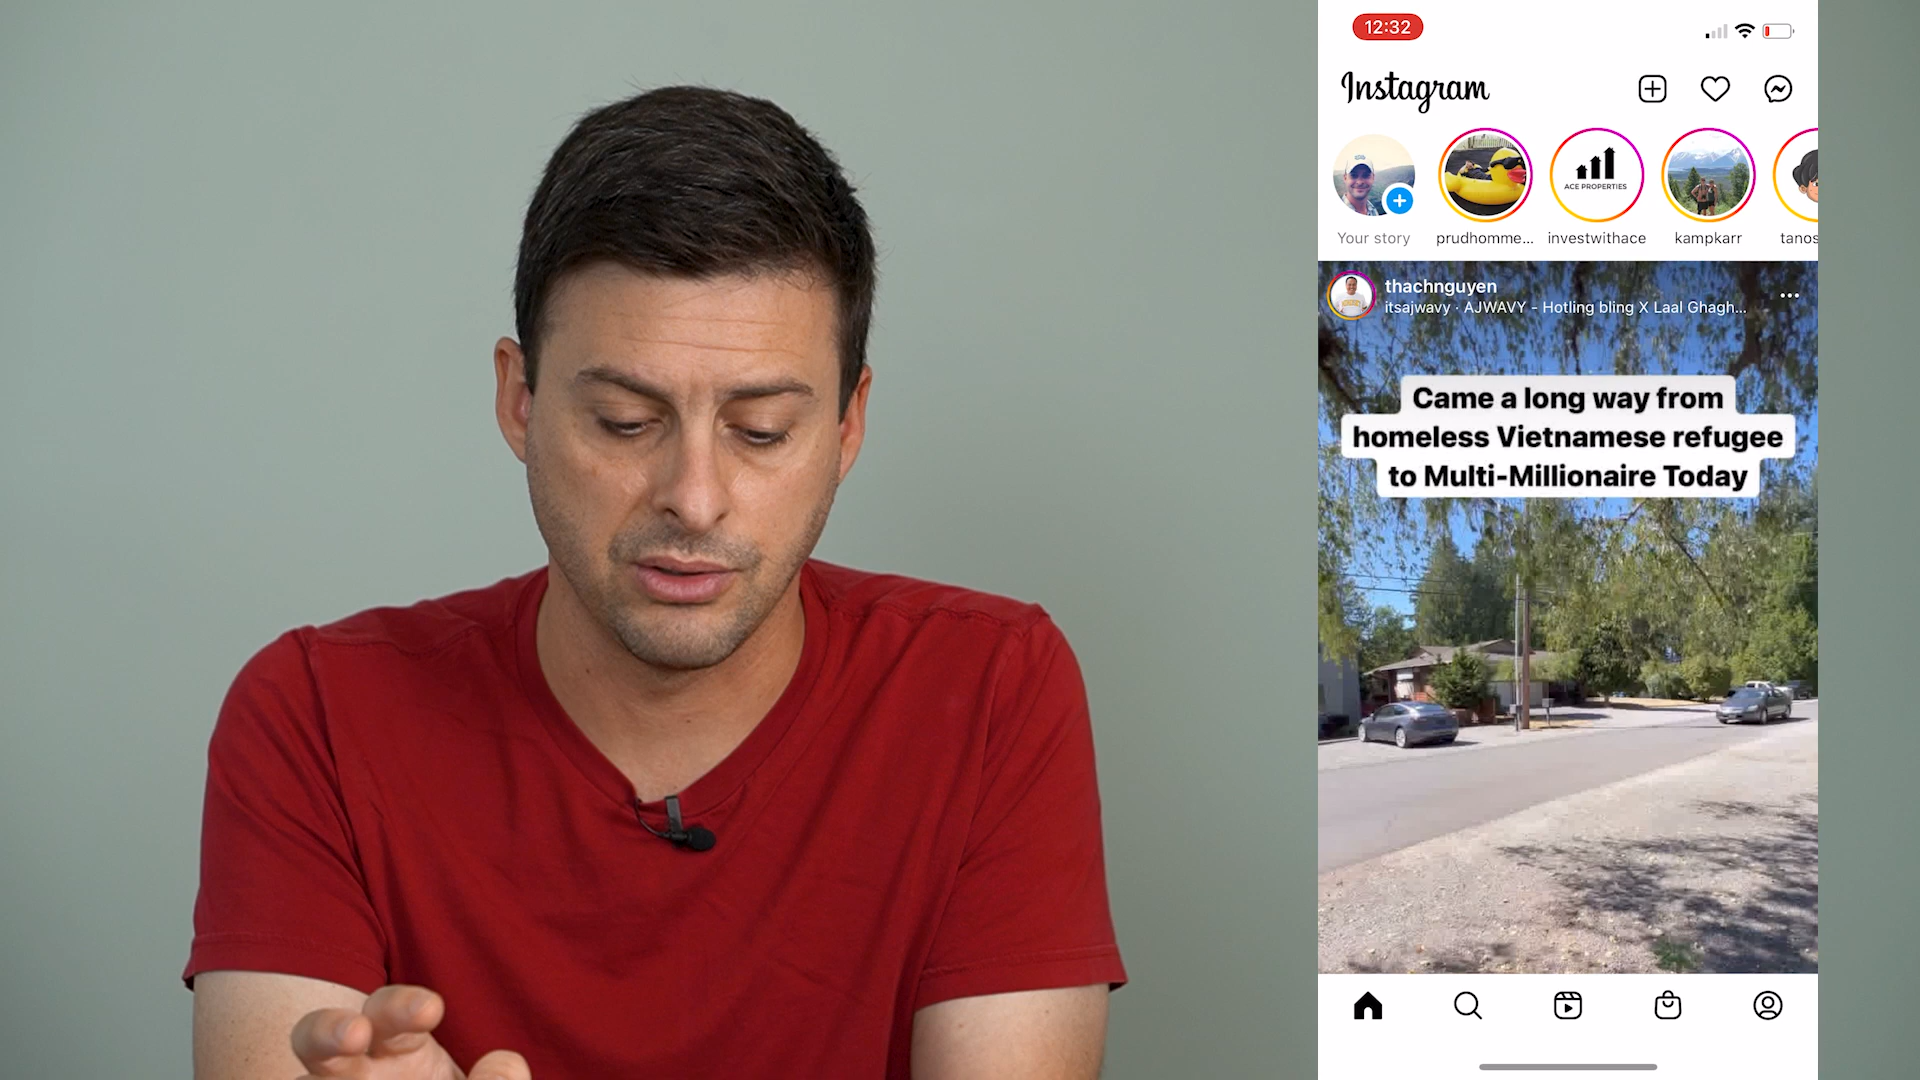 12:32
Instagram
ACE PROPERTIES
Your story
prudhomme...
investwithace
kampkarr
tanos
thachnguyen
itsajwavy · AJWAVY - Hotling bling X Laal Ghagh...
Came a long way from
homeless Vietnamese refugee
to Multi-Millionaire Today